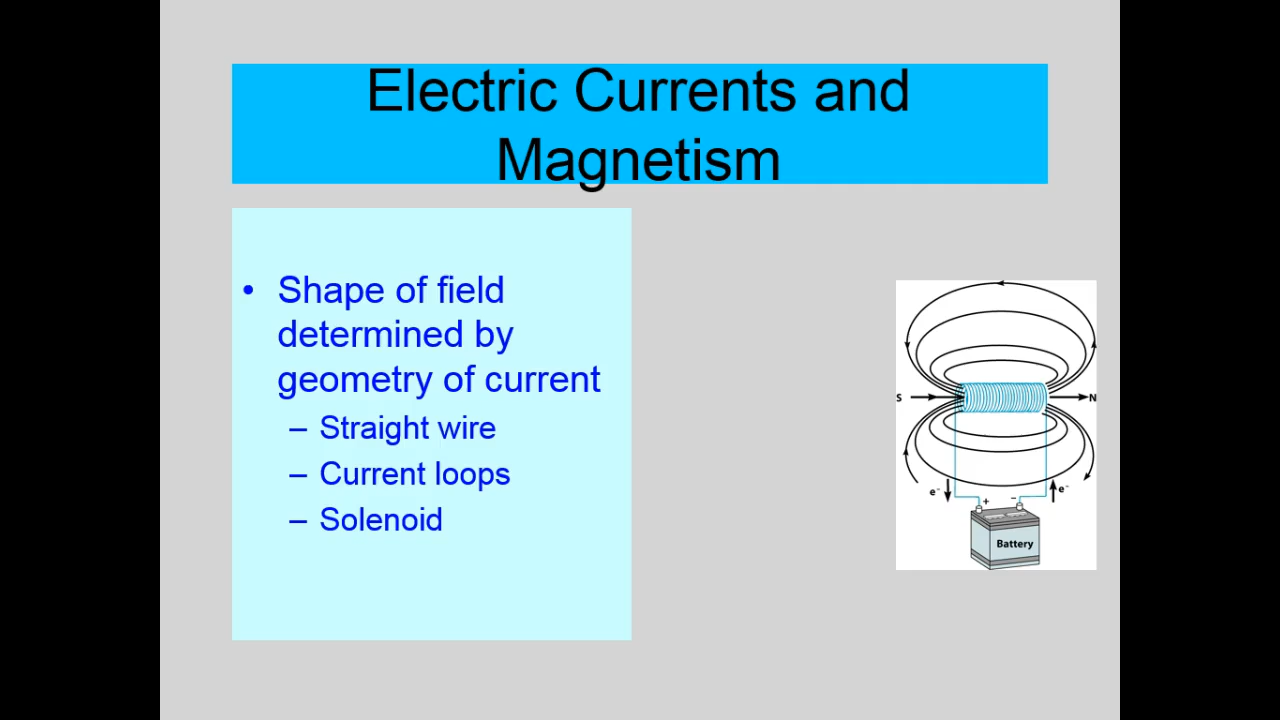 Electric Currents and
Magnetism
• Shape of field
determined by
geometry of current
– Straight wire
– Current loops
– Solenoid
S
N
e⁻
e⁻
+
−
Battery